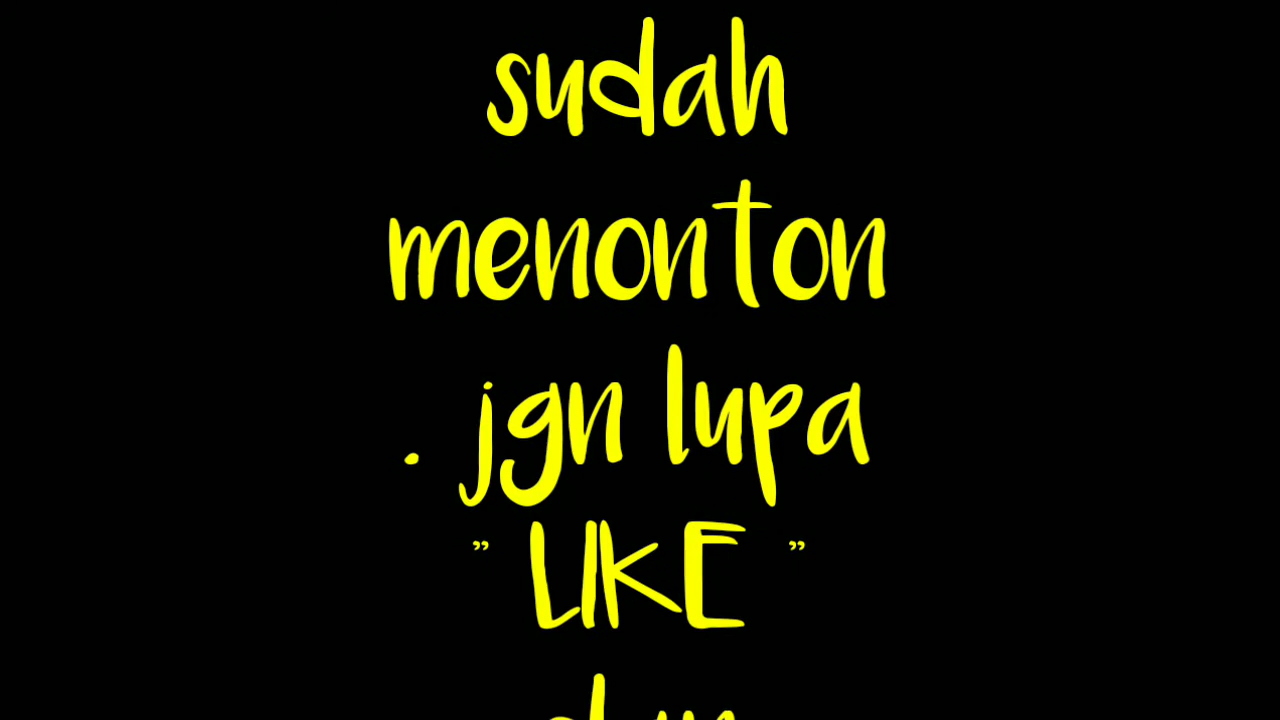 sudah
menonton
. jgn lupa
" LIKE "